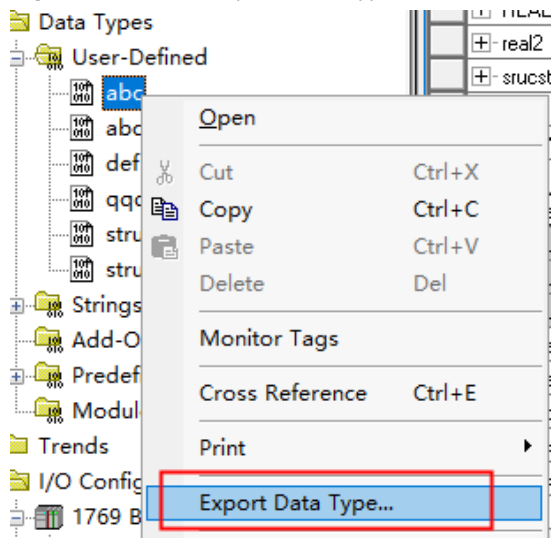 Data Types
User-Defined
real2
abc
srucst
abc
Open
def
Cut Ctrl+X
qqc
Copy Ctrl+C
stru
Paste Ctrl+V
stru
Delete Del
Strings
Add-O
Monitor Tags
Predef
Cross Reference Ctrl+E
Modul
Trends
Print
I/O Config
Export Data Type...
1769 B